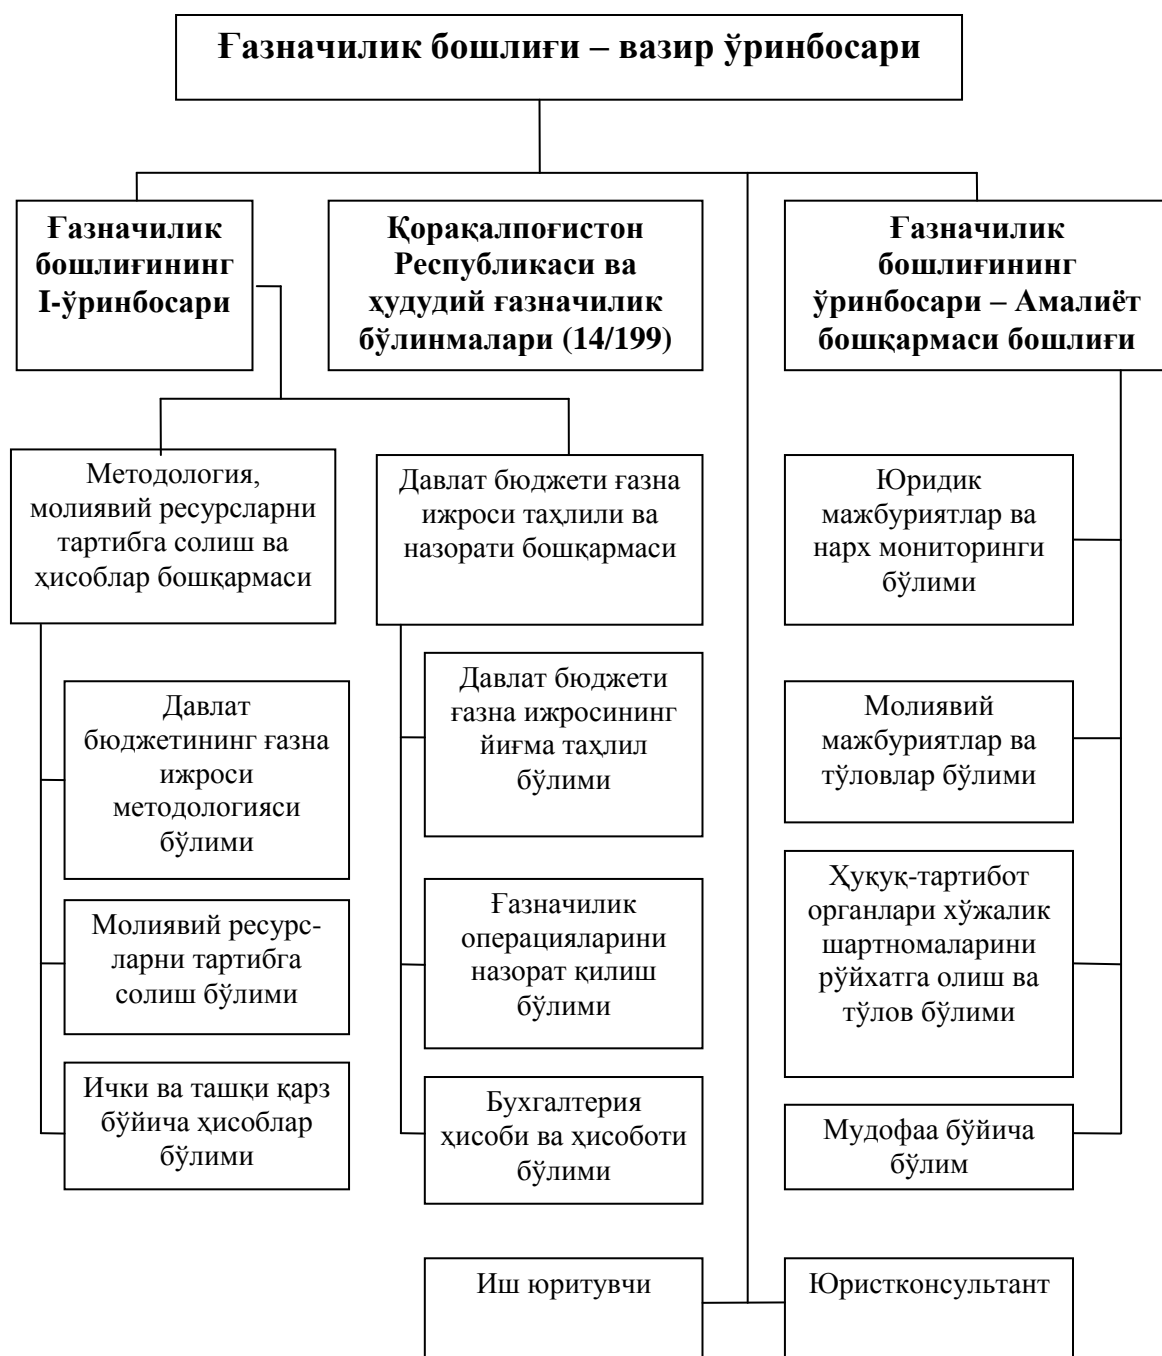 Ғазначилик бошлиғи – вазир ўринбосари
Ғазначилик
бошлиғининг
I-ўринбосари
Қорақалпоғистон
Республикаси ва
ҳудудий ғазначилик
бўлинмалари (14/199)
Ғазначилик
бошлиғининг
ўринбосари – Амалиёт
бошқармаси бошлиғи
Методология,
молиявий ресурсларни
тартибга солиш ва
ҳисоблар бошқармаси
Давлат бюджети ғазна
ижроси таҳлили ва
назорати бошқармаси
Юридик
мажбуриятлар ва
нарх мониторинги
бўлими
Давлат
бюджетининг ғазна
ижроси
методологияси
бўлими
Давлат бюджети
ғазна ижросининг
йиғма таҳлил
бўлими
Молиявий
мажбуриятлар ва
тўловлар бўлими
Молиявий ресурс-
ларни тартибга
солиш бўлими
Ғазначилик
операцияларини
назорат қилиш
бўлими
Ҳуқуқ-тартибот
органлари хўжалик
шартномаларини
рўйхатга олиш ва
тўлов бўлими
Ички ва ташқи қарз
бўйича ҳисоблар
бўлими
Бухгалтерия
ҳисоби ва ҳисоботи
бўлими
Мудофаа бўйича
бўлим
Иш юритувчи
Юристконсультант